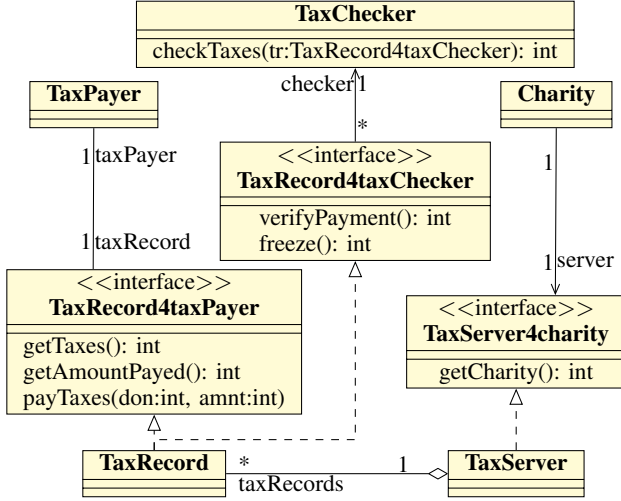 TaxChecker
checkTaxes(tr:TaxRecord4taxChecker): int
checker 1
*
TaxPayer
1 taxPayer
1 taxRecord
Charity
1
1 server
<<interface>>
TaxRecord4taxChecker
verifyPayment(): int
freeze(): int
<<interface>>
TaxRecord4taxPayer
getTaxes(): int
getAmountPayed(): int
payTaxes(don:int, amnt:int)
<<interface>>
TaxServer4charity
getCharity(): int
TaxRecord
*
taxRecords
1
TaxServer